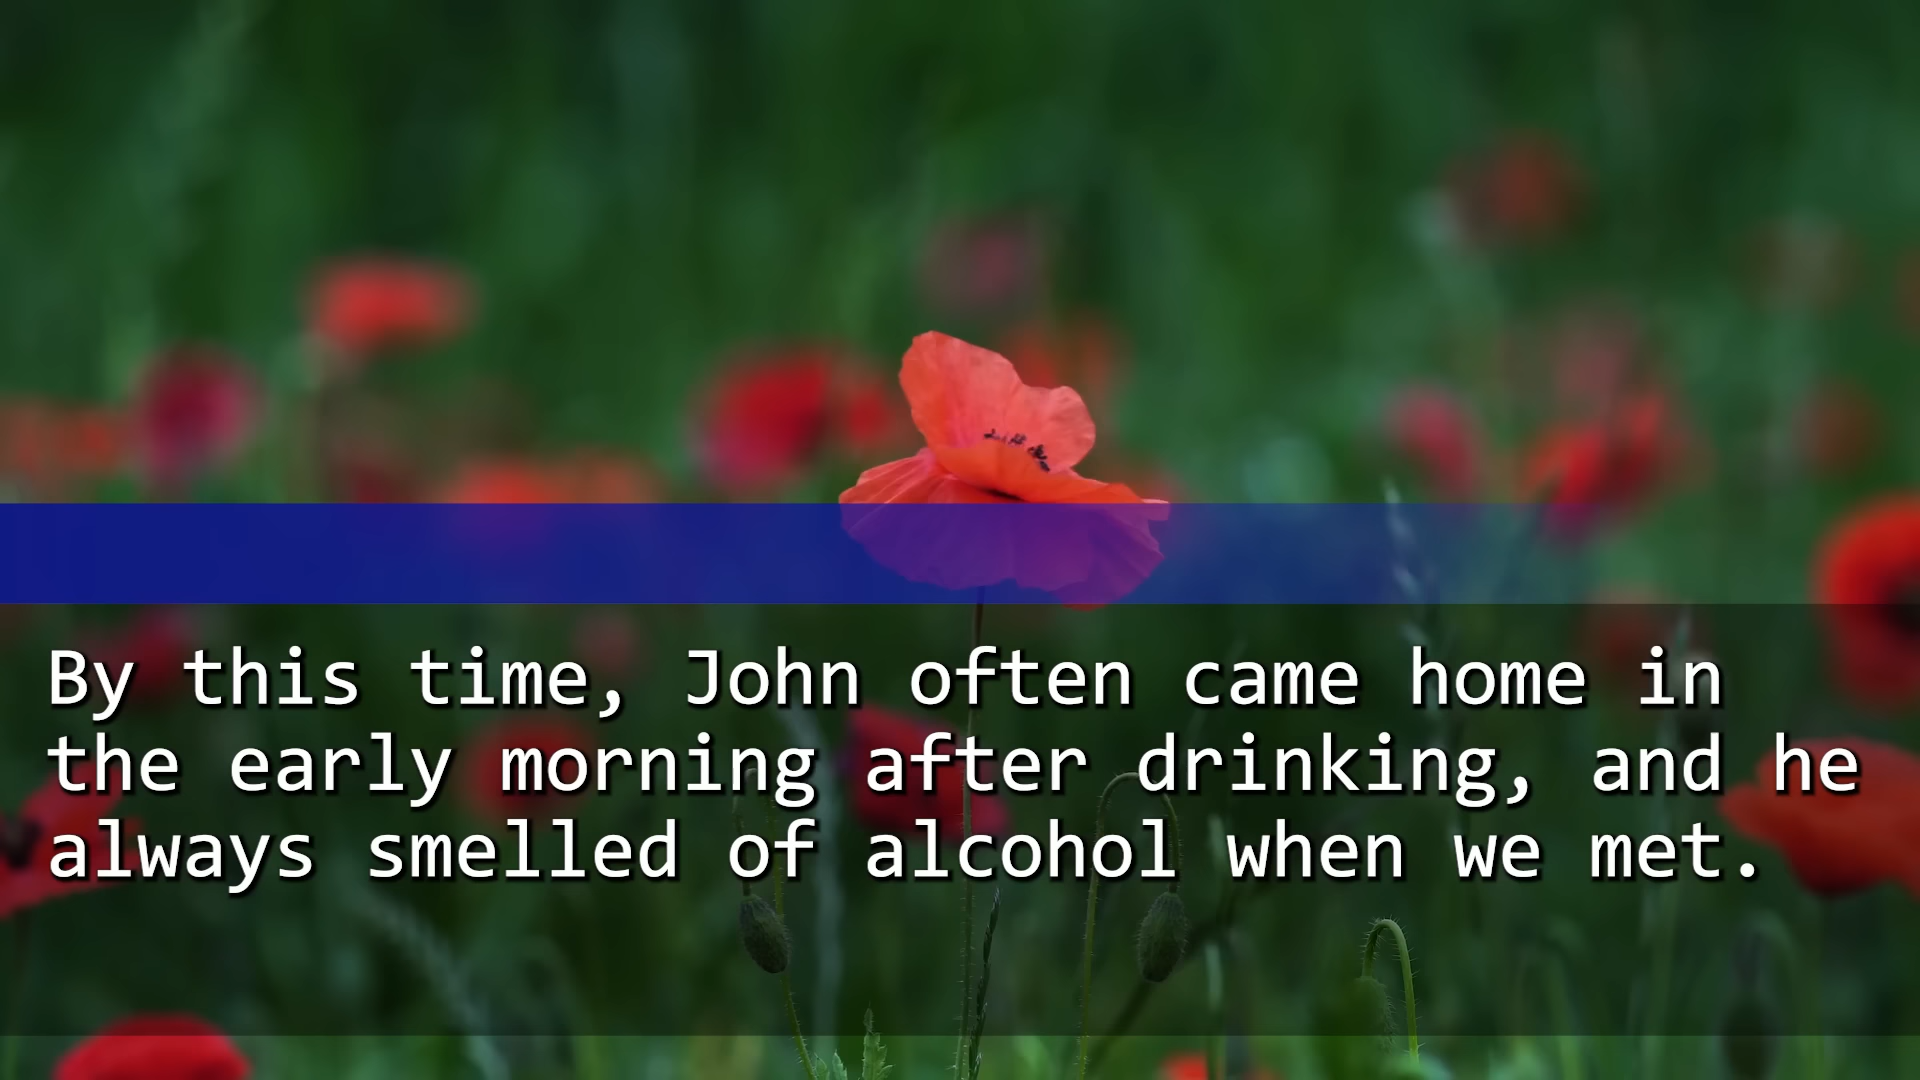 By this time, John often came home in
the early morning after drinking, and he
always smelled of alcohol when we met.